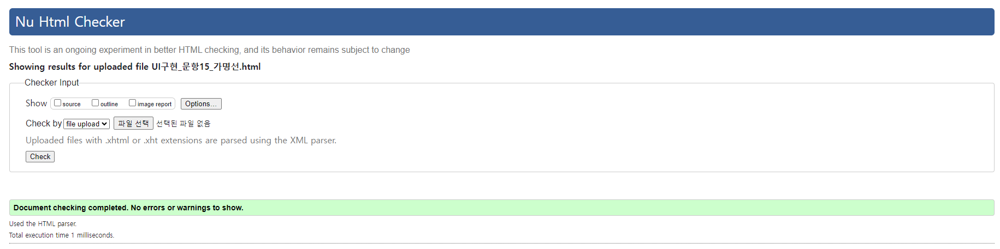 Nu Html Checker
This tool is an ongoing experiment in better HTML checking, and its behavior remains subject to change
Showing results for uploaded file UI구현_문항15_가명선.html
Checker Input
Show source outline image report Options...
Check by file upload 파일 선택 선택된 파일 없음
Uploaded files with .xhtml or .xht extensions are parsed using the XML parser.
Check
Document checking completed. No errors or warnings to show.
Used the HTML parser.
Total execution time 1 milliseconds.